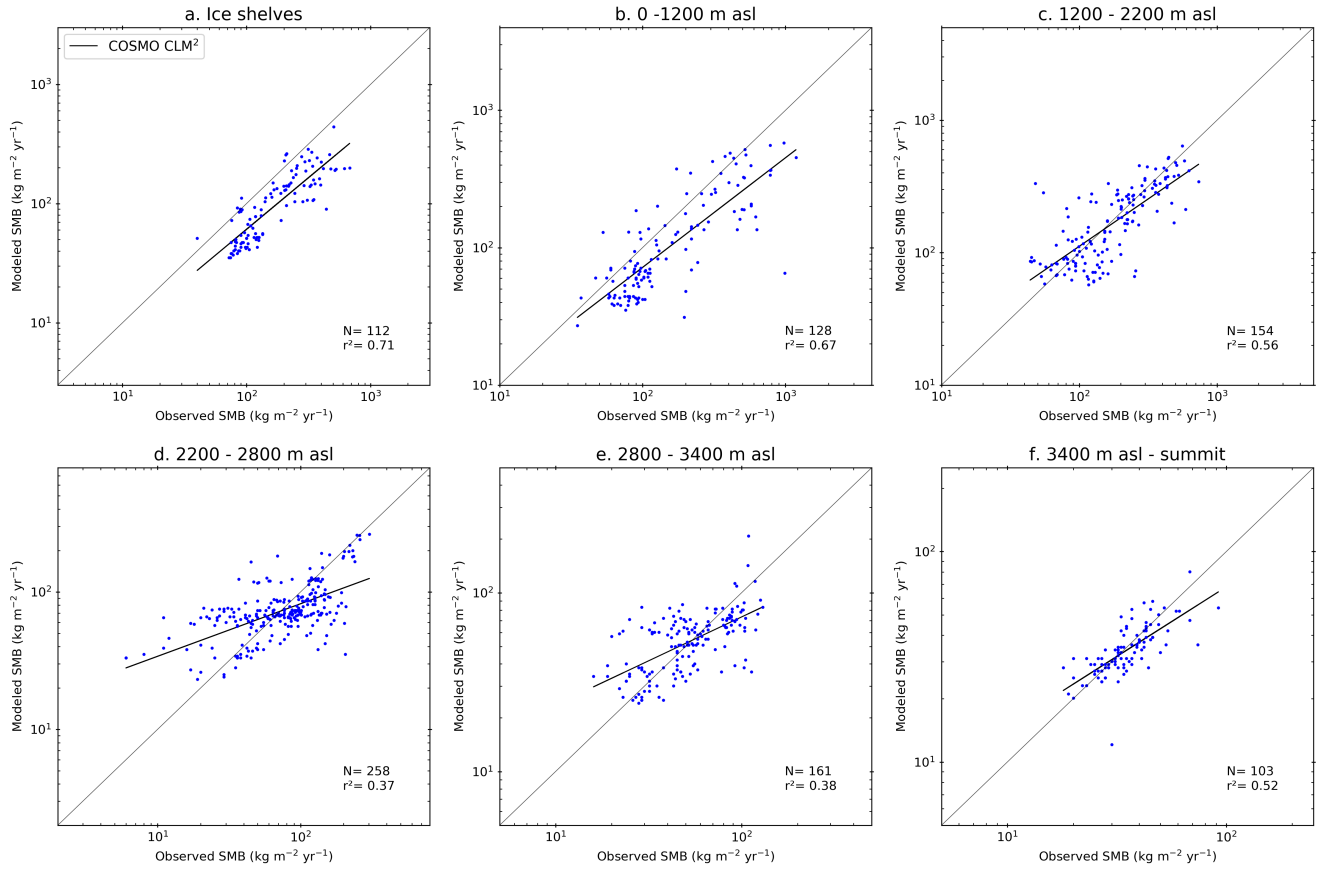 a. Ice shelves
COSMO CLM²
10³
10²
10¹
Modeled SMB (kg m⁻² yr⁻¹)
N= 112
r²= 0.71
10¹ 10² 10³
Observed SMB (kg m⁻² yr⁻¹)
b. 0 -1200 m asl
10³
10²
10¹
Modeled SMB (kg m⁻² yr⁻¹)
N= 128
r²= 0.67
10¹ 10² 10³
Observed SMB (kg m⁻² yr⁻¹)
c. 1200 - 2200 m asl
10³
10²
10¹
Modeled SMB (kg m⁻² yr⁻¹)
N= 154
r²= 0.56
10¹ 10² 10³
Observed SMB (kg m⁻² yr⁻¹)
d. 2200 - 2800 m asl
10²
10¹
Modeled SMB (kg m⁻² yr⁻¹)
N= 258
r²= 0.37
10¹ 10²
Observed SMB (kg m⁻² yr⁻¹)
e. 2800 - 3400 m asl
10²
10¹
Modeled SMB (kg m⁻² yr⁻¹)
N= 161
r²= 0.38
10¹ 10²
Observed SMB (kg m⁻² yr⁻¹)
f. 3400 m asl - summit
10²
10¹
Modeled SMB (kg m⁻² yr⁻¹)
N= 103
r²= 0.52
10¹ 10²
Observed SMB (kg m⁻² yr⁻¹)